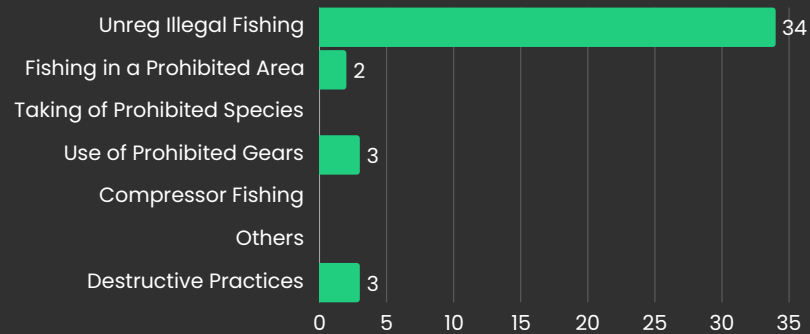 Unreg Illegal Fishing 34
Fishing in a Prohibited Area 2
Taking of Prohibited Species
Use of Prohibited Gears 3
Compressor Fishing
Others
Destructive Practices 3
0 5 10 15 20 25 30 35